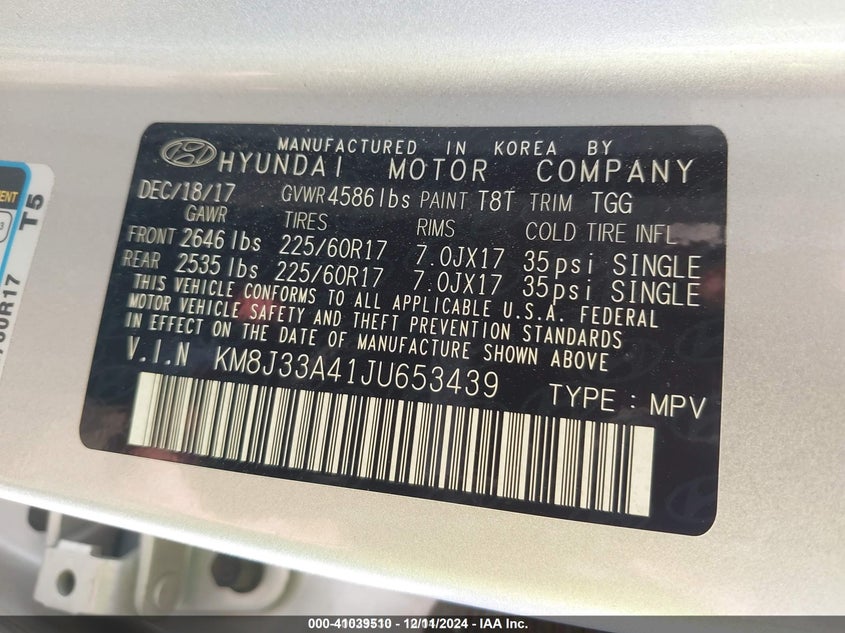 MANUFACTURED IN KOREA BY
HYUNDAI MOTOR COMPANY
DEC/18/17 GVWR 4586 lbs PAINT T8T TRIM TGG
GAWR TIRES RIMS COLD TIRE INFL
FRONT 2646 lbs 225/60R17 7.0JX17 35psi SINGLE
REAR 2535 lbs 225/60R17 7.0JX17 35psi SINGLE
THIS VEHICLE CONFORMS TO ALL APPLICABLE U.S.A. FEDERAL
MOTOR VEHICLE SAFETY AND THEFT PREVENTION STANDARDS
IN EFFECT ON THE DATE OF MANUFACTURE SHOWN ABOVE.
V.I.N KM8J33A41JU653439 TYPE : MPV
T5
000-41039510 - 12/11/2024 - IAA Inc.